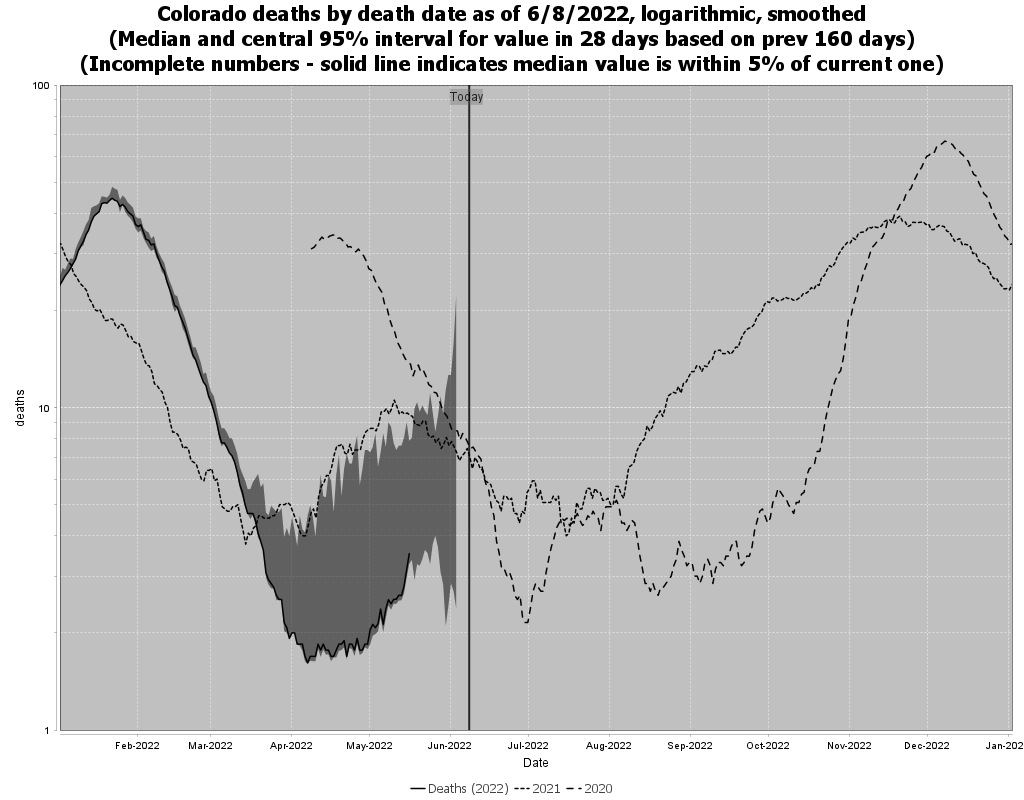 Colorado deaths by death date as of 6/8/2022, logarithmic, smoothed
(Median and central 95% interval for value in 28 days based on prev 160 days)
(Incomplete numbers - solid line indicates median value is within 5% of current one)
Today
100
10
1
deaths
Feb-2022 Mar-2022 Apr-2022 May-2022 Jun-2022 Jul-2022 Aug-2022 Sep-2022 Oct-2022 Nov-2022 Dec-2022 Jan-202
Date
Deaths (2022) 2021 2020